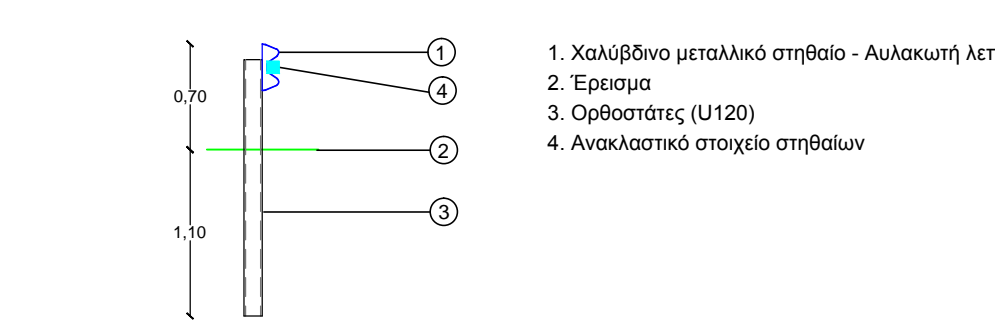 1
4
0,70
2
3
1,10
1. Χαλύβδινο μεταλλικό στηθαίο - Αυλακωτή
2. Έρεισμα
3. Ορθοστάτες (U120)
4. Ανακλαστικό στοιχείο στηθαίων